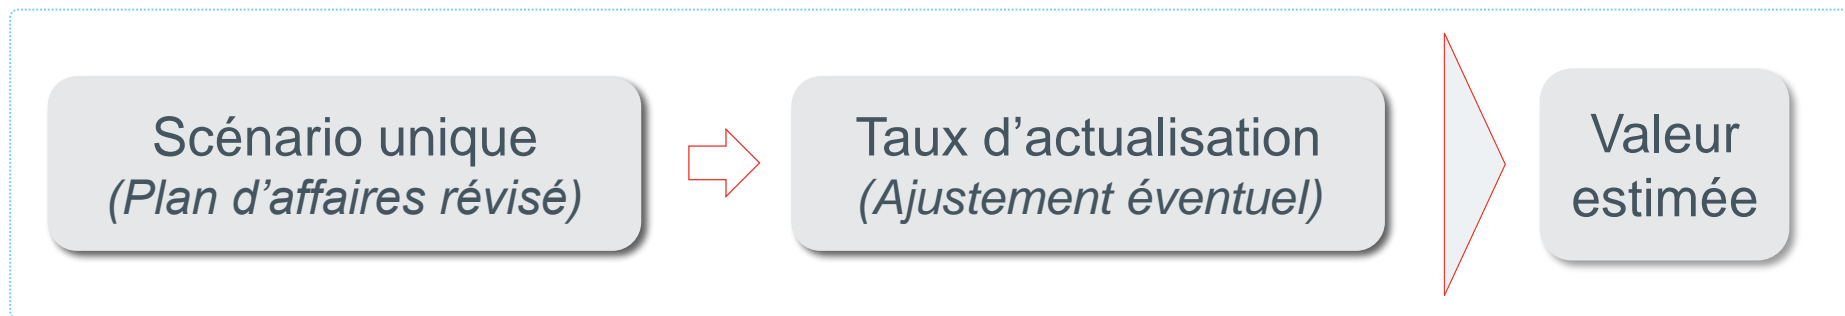 Scénario unique
(Plan d’affaires révisé)
Taux d’actualisation
(Ajustement éventuel)
Valeur
estimée